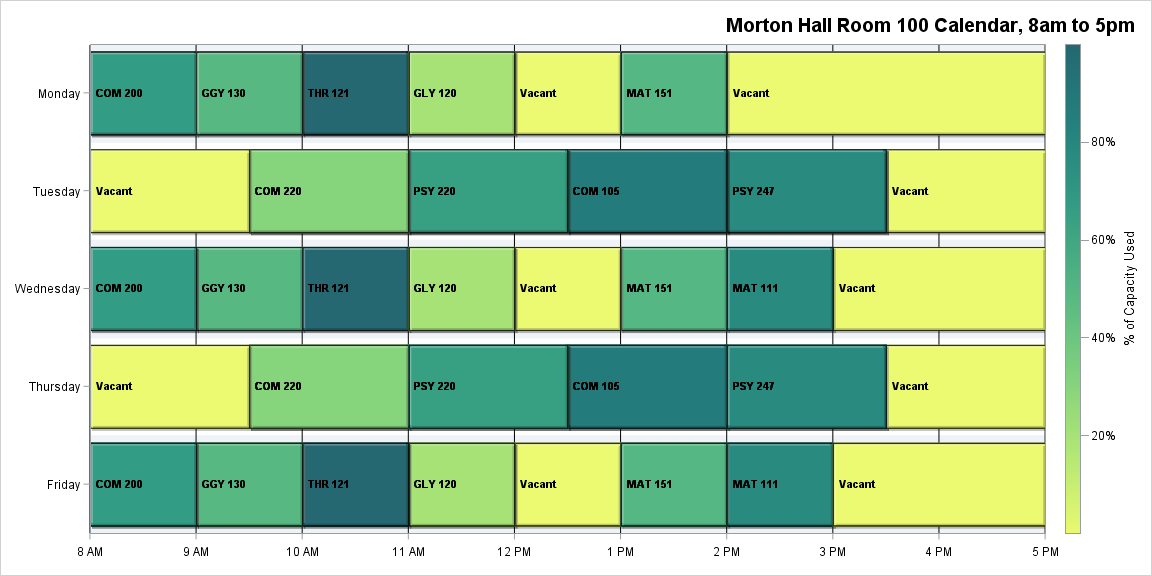 Morton Hall Room 100 Calendar, 8am to 5pm
Monday COM 200 GGY 130 THR 121 GLY 120 Vacant MAT 151 Vacant
80%
Tuesday Vacant COM 220 PSY 220 COM 105 PSY 247 Vacant
60%
Wednesday COM 200 GGY 130 THR 121 GLY 120 Vacant MAT 151 MAT 111 Vacant
% of Capacity Used
40%
Thursday Vacant COM 220 PSY 220 COM 105 PSY 247 Vacant
20%
Friday COM 200 GGY 130 THR 121 GLY 120 Vacant MAT 151 MAT 111 Vacant
8 AM 9 AM 10 AM 11 AM 12 PM 1 PM 2 PM 3 PM 4 PM 5 PM